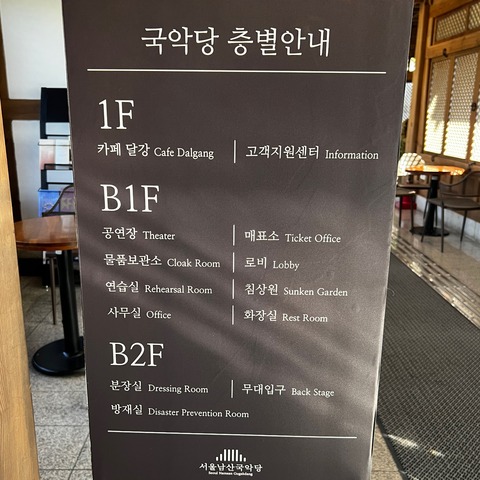 국악당 층별안내
1F
카페 달강 Cafe Dalgang | 고객지원센터 Information
B1F
공연장 Theater | 매표소 Ticket Office
물품보관소 Cloak Room | 로비 Lobby
연습실 Rehearsal Room | 침상원 Sunken Garden
사무실 Office | 화장실 Rest Room
B2F
분장실 Dressing Room | 무대입구 Back Stage
방재실 Disaster Prevention Room
서울남산국악당
Seoul Namsan Gugakdang